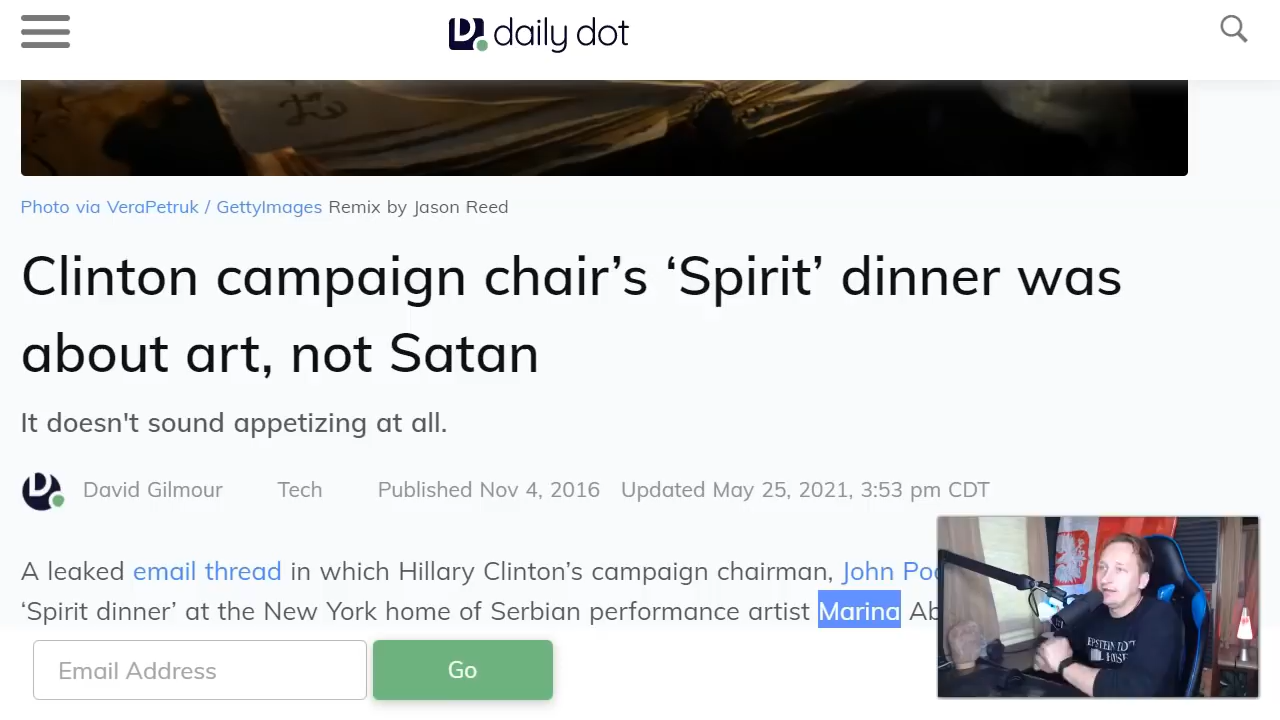 daily dot
Photo via VeraPetruk / GettyImages Remix by Jason Reed
Clinton campaign chair’s ‘Spirit’ dinner was
about art, not Satan
It doesn't sound appetizing at all.
David Gilmour Tech Published Nov 4, 2016 Updated May 25, 2021, 3:53 pm CDT
A leaked email thread in which Hillary Clinton’s campaign chairman, John
‘Spirit dinner’ at the New York home of Serbian performance artist Marina
Email Address Go